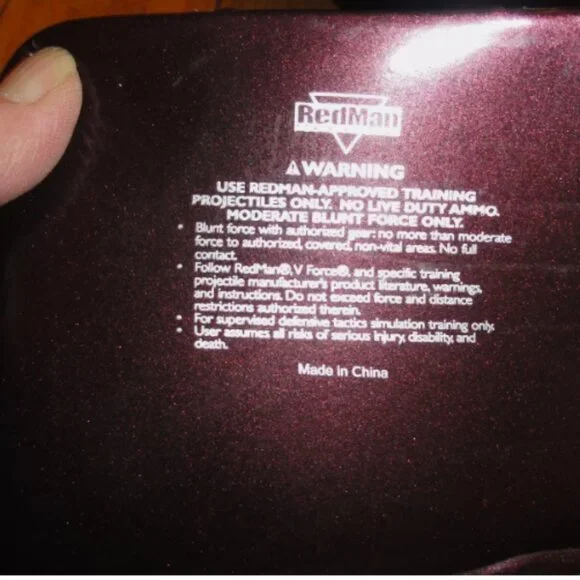 RedMan
⚠WARNING
USE REDMAN-APPROVED TRAINING
PROJECTILES ONLY. NO LIVE DUTY AMMO.
MODERATE BLUNT FORCE ONLY.
• Blunt force with authorized gear: no more than moderate
force to authorized, covered, non-vital areas. No full
contact.
• Follow RedMan®, V Force®, and specific training
projectile manufacturer's product literature, warnings,
and instructions. Do not exceed force and distance
restrictions authorized therein.
• For supervised defensive tactics simulation training only.
• User assumes all risks of serious injury, disability, and
death.
Made in China